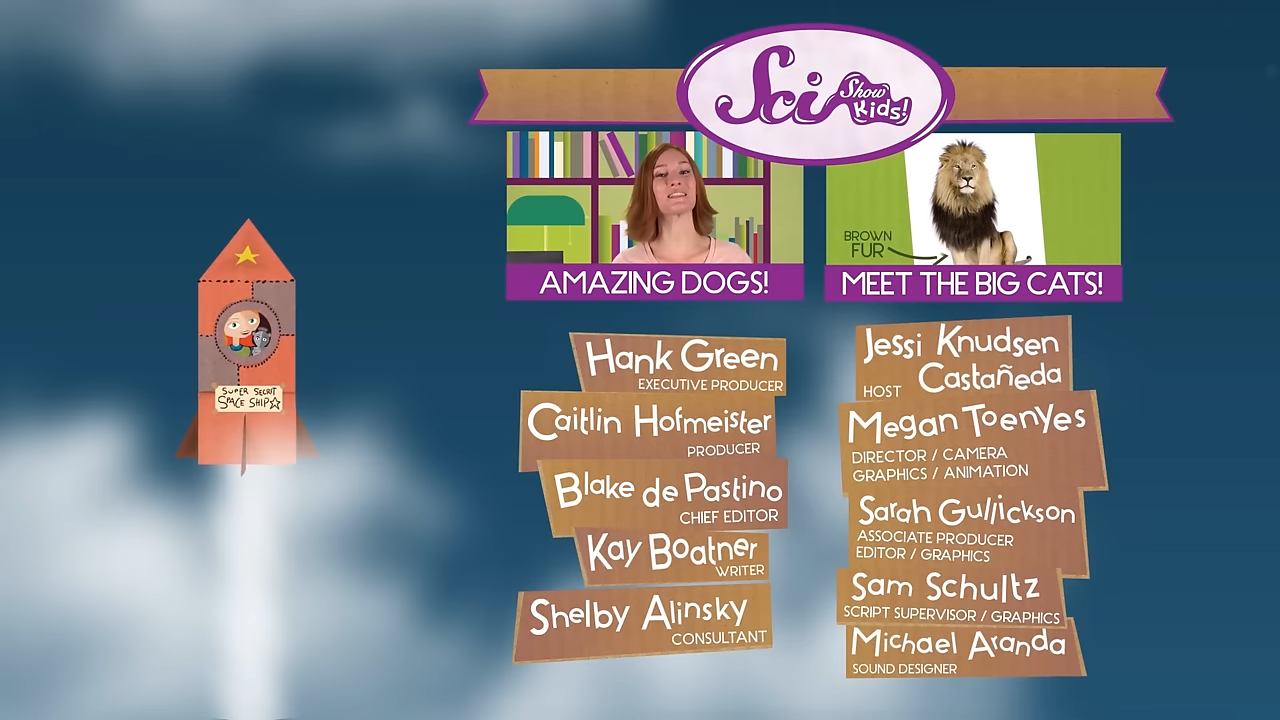 Sci Show Kids!
BROWN
FUR
AMAZING DOGS!
MEET THE BIG CATS!
SUPER SECRIT
SPACE SHIP
Hank Green
EXECUTIVE PRODUCER
Caitlin Hofmeister
PRODUCER
Blake de Pastino
CHIEF EDITOR
Kay Boatner
WRITER
Shelby Alinsky
CONSULTANT
Jessi Knudsen
HOST Castañeda
Megan Toenyes
DIRECTOR / CAMERA
GRAPHICS / ANIMATION
Sarah Gullickson
ASSOCIATE PRODUCER
EDITOR / GRAPHICS
Sam Schultz
SCRIPT SUPERVISOR / GRAPHICS
Michael Aranda
SOUND DESIGNER